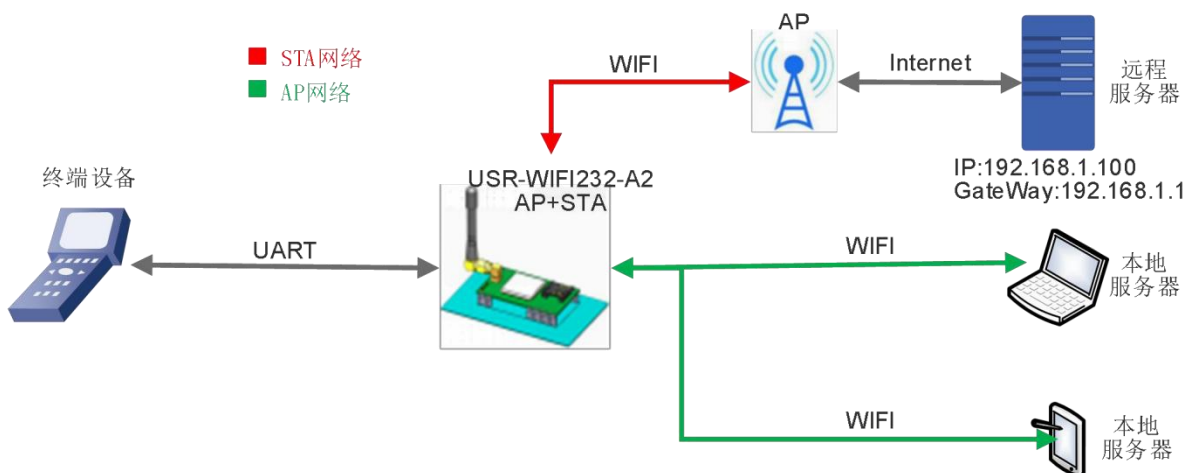 AP
STA网络
AP网络
WIFI
Internet
远程
服务器
IP:192.168.1.100
GateWay:192.168.1.1
终端设备
USR-WIFI232-A2
AP+STA
UART
WIFI
本地
服务器
WIFI
本地
服务器